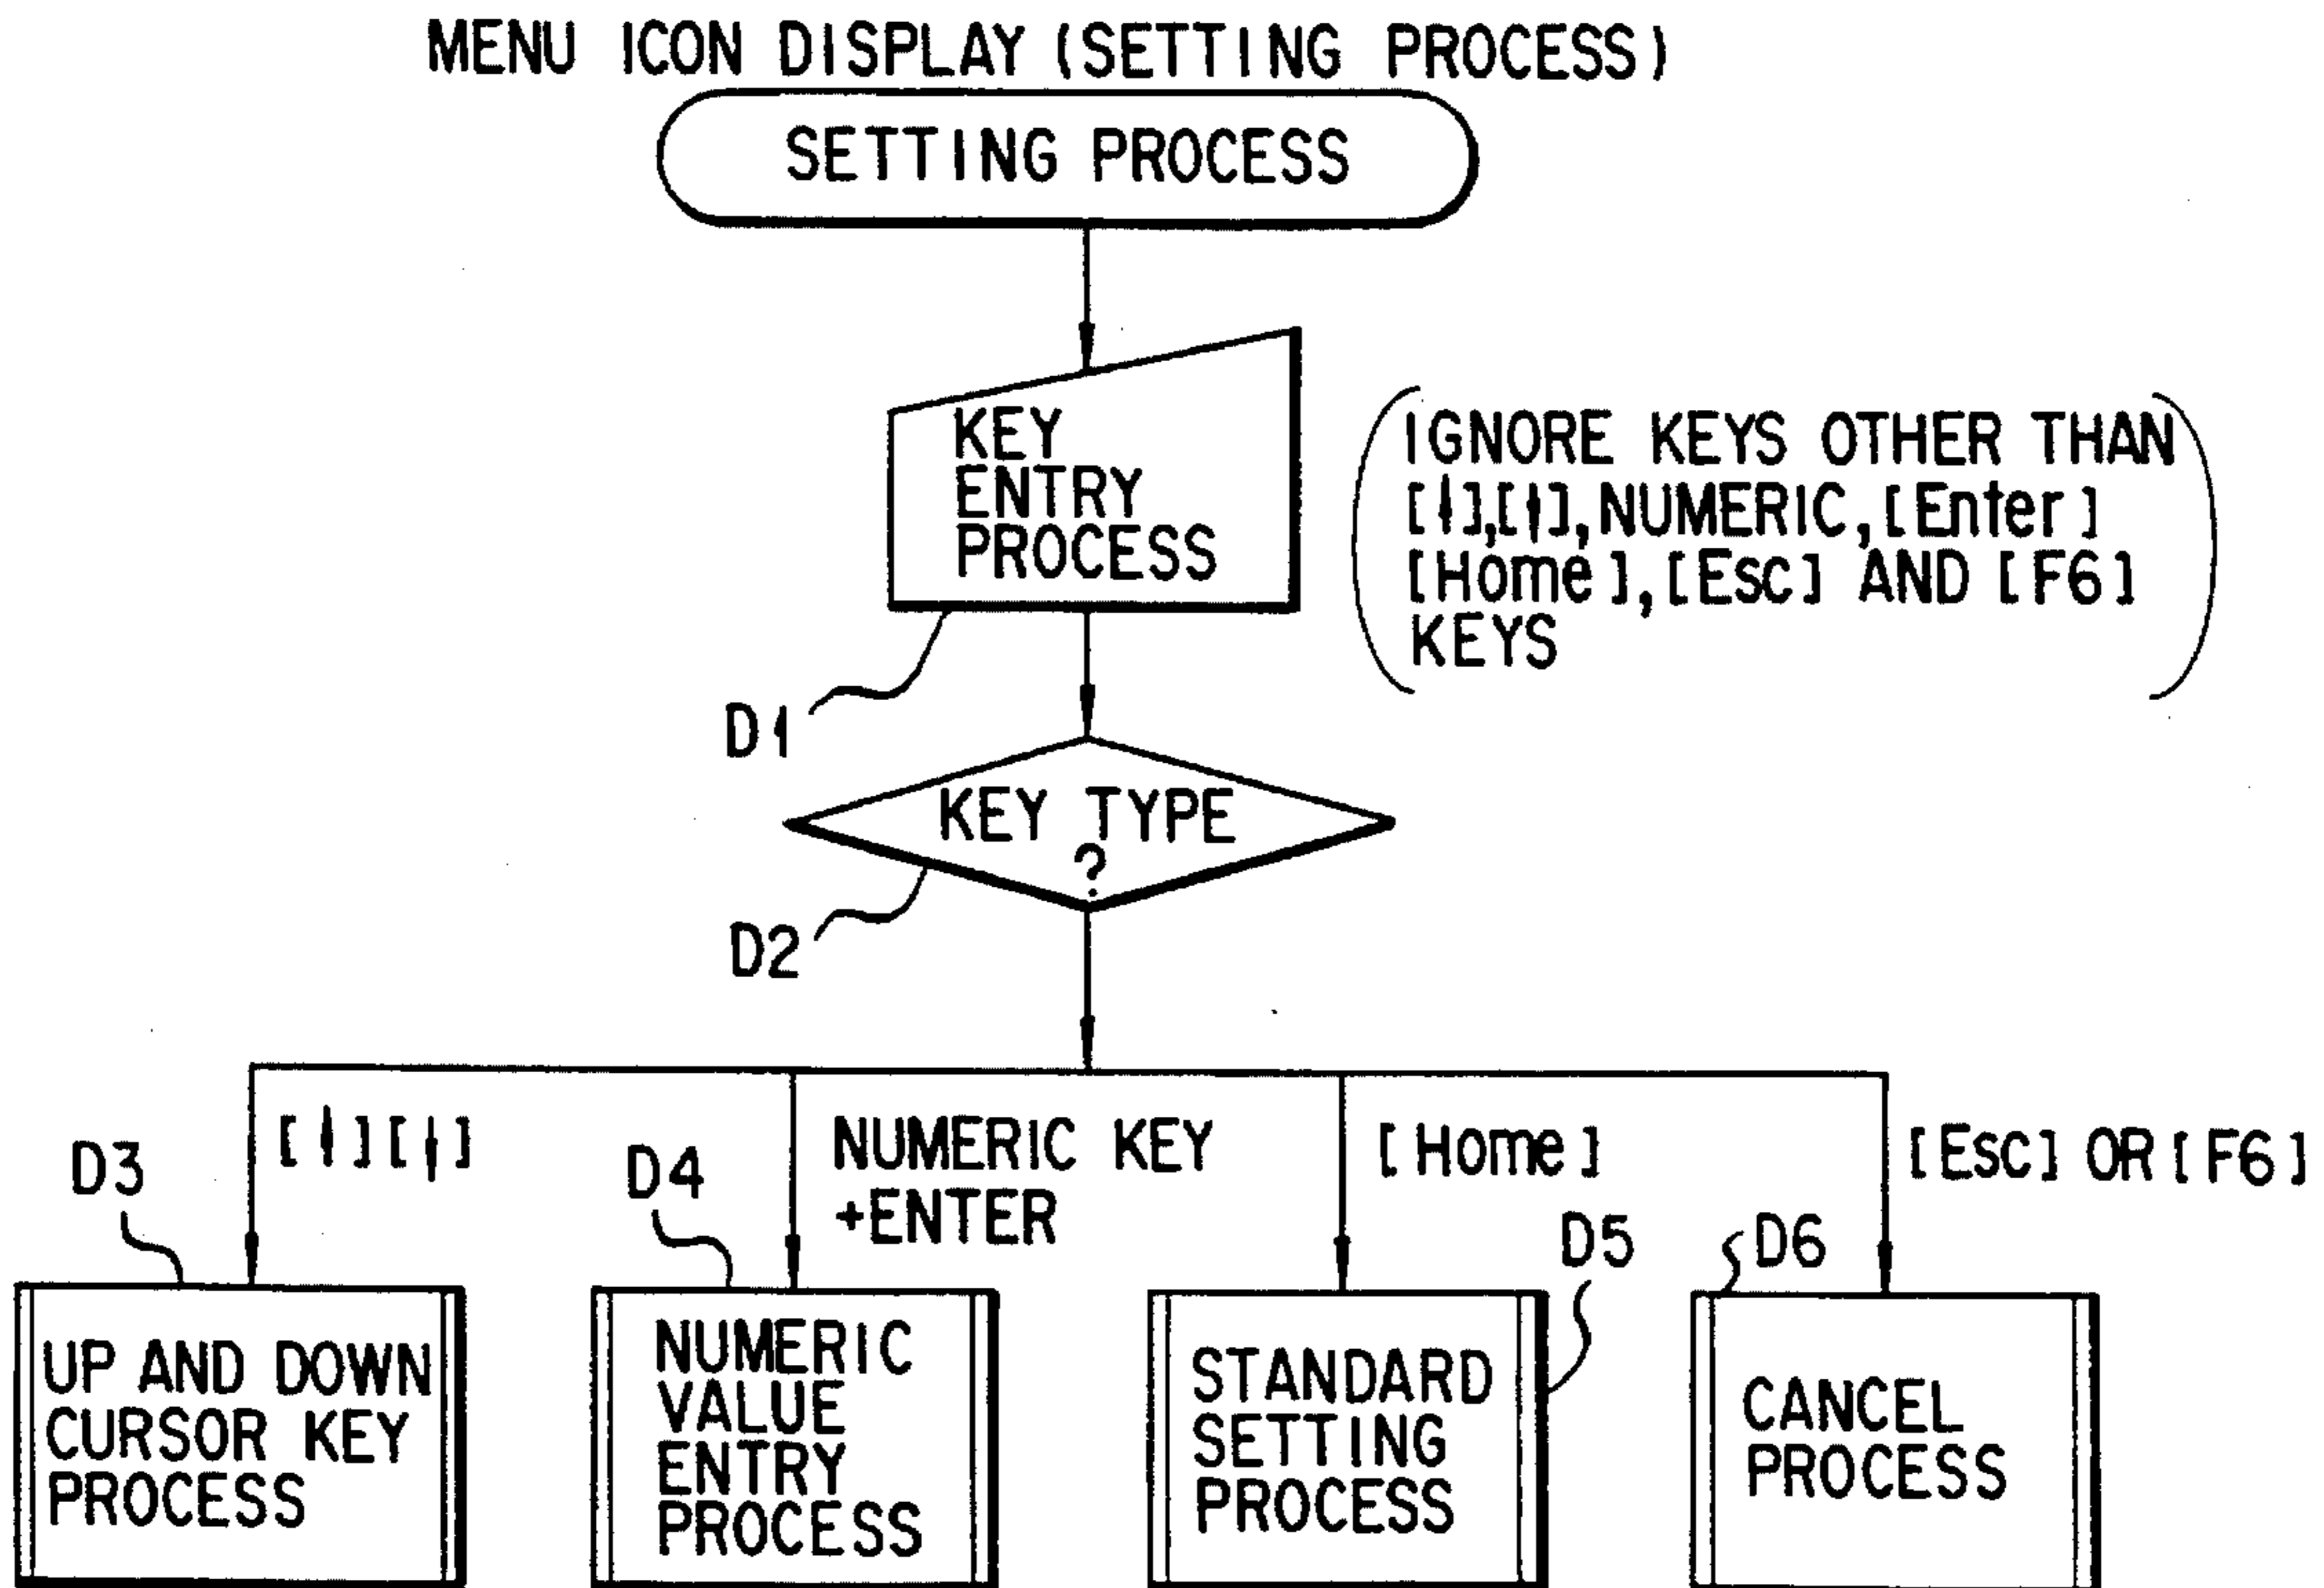 MENU ICON DISPLAY (SETTING PROCESS)
SETTING PROCESS
KEY
ENTRY
PROCESS
IGNORE KEYS OTHER THAN
[↑],[↓],NUMERIC,[Enter]
[Home],[Esc] AND [F6]
KEYS
D1
KEY TYPE
?
D2
D3
[↑][↓]
D4
NUMERIC KEY
+ENTER
[Home]
D5
[Esc] OR [F6]
D6
UP AND DOWN
CURSOR KEY
PROCESS
NUMERIC
VALUE
ENTRY
PROCESS
STANDARD
SETTING
PROCESS
CANCEL
PROCESS